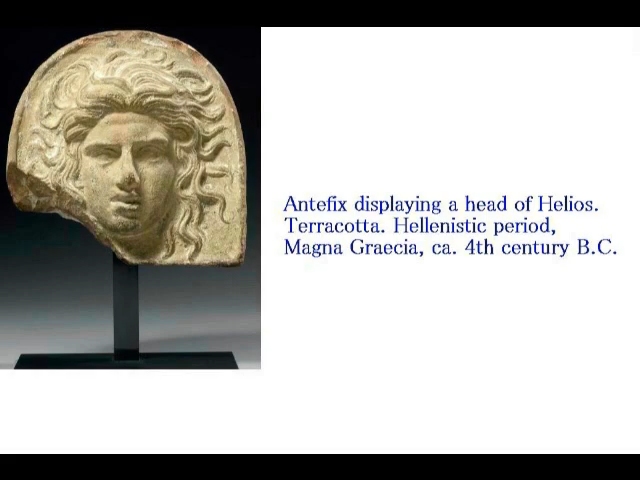 Antefix displaying a head of Helios.
Terracotta. Hellenistic period,
Magna Graecia, ca. 4th century B.C.